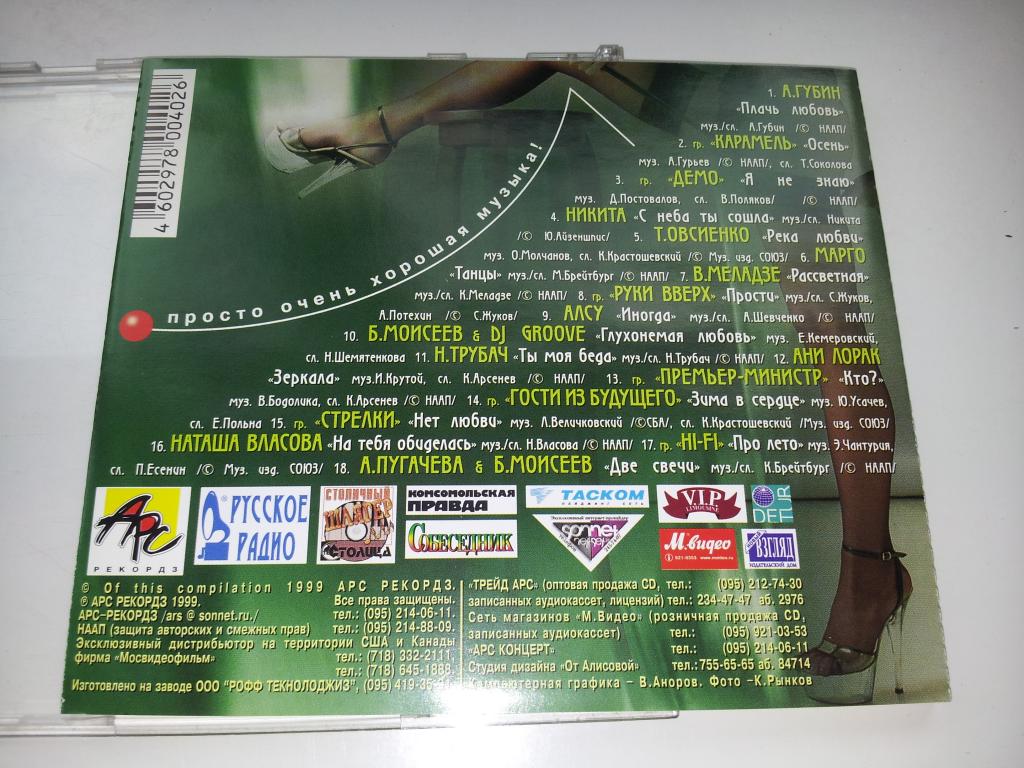 4 602978 004026
просто очень хорошая музыка!
1. А.ГУБИН
«Плачь любовь»
муз./сл. А.Губин /© НААП/
2. гр. «КАРАМЕЛЬ» «Осень»
муз. А.Гурьев /© НААП/, сл. Т.Соколова
3. гр. «ДЕМО» «Я не знаю»
муз. Д.Постовалов, сл. В.Поляков/ /© НААП/
4. НИКИТА «С неба ты сошла» муз./сл. Никита
/© Ю.Айзеншпис/ 5. Т.ОВСИЕНКО «Река любви»
муз. О.Молчанов, сл. К.Крастошевский /© Муз. изд. СОЮЗ/ 6. МАРГО
«Танцы» муз./сл. М.Брейтбург /© НААП/ 7. В.МЕЛАДЗЕ «Рассветная»
муз./сл. К.Меладзе /© НААП/ 8. гр. «РУКИ ВВЕРХ» «Прости» муз./сл. С.Жуков,
А.Потехин /© С.Жуков/ 9. АЛСУ «Иногда» муз./сл. А.Шевченко /© НААП/
10. Б.МОИСЕЕВ & DJ GROOVE «Глухонемая любовь» муз. Е.Кемеровский,
сл. Н.Шемятенкова 11. Н.ТРУБАЧ «Ты моя беда» муз./сл. Н.Трубач /© НААП/ 12. АНИ ЛОРАК
«Зеркала» муз.И.Крутой, сл. К.Арсенев /© НААП/ 13. гр. «ПРЕМЬЕР-МИНИСТР» «Кто?»
муз. В.Бодолика, сл. К.Арсенев /© НААП/ 14. гр. «ГОСТИ ИЗ БУДУЩЕГО» «Зима в сердце» муз. Ю.Усачев,
сл. Е.Польна 15. гр. «СТРЕЛКИ» «Нет любви» муз. Л.Величковский /©СБА/, сл. К.Крастошевский /Муз. изд. СОЮЗ/
16. НАТАША ВЛАСОВА «На тебя обиделась» муз./сл. Н.Власова /© НААП/ 17. гр. «HI-FI» «Про лето» муз. Э.Чантурия,
сл. П.Есенин /© Муз. изд. СОЮЗ/ 18. А.ПУГАЧЕВА & Б.МОИСЕЕВ «Две свечи» муз./сл. К.Брейтбург /© НААП/
АРС
РЕКОРДЗ
РУССКОЕ
РАДИО
СТОЛИЧНЫЙ
СТОЛИЦА
КОМСОМОЛЬСКАЯ
ПРАВДА
СОБЕСЕДНИК
ТАСКОМ
sonnet
V.I.P.
LIMOUSINE
М.видео
ВЗГЛЯД
ИЗДАТЕЛЬСКИЙ ДОМ
© Of this compilation 1999 АРС РЕКОРДЗ.
℗ АРС РЕКОРДЗ 1999. Все права защищены.
АРС-РЕКОРДЗ /ars @ sonnet.ru./ тел.: (095) 214-06-11.
НААП (защита авторских и смежных прав) тел.: (095) 214-88-09.
Эксклюзивный дистрибьютор на территории США и Канады
фирма «Мосвидеофильм» тел.: (718) 332-2111,
тел.: (718) 645-1888.
Изготовлено на заводе ООО "РОФФ ТЕКНОЛОДЖИЗ", (095) 419-35-
«ТРЕЙД АРС» (оптовая продажа CD, тел.: (095) 212-74-30
записанных аудиокассет, лицензий) тел.: 234-47-47 аб. 2976
Сеть магазинов «М.Видео» (розничная продажа CD,
записанных аудиокассет) тел.: (095) 921-03-53
«АРС КОНЦЕРТ» тел.: (095) 214-06-11
Студия дизайна «От Алисовой» тел.:755-65-65 аб. 84714
Компьютерная графика – В.Аноров. Фото –К.Рынков